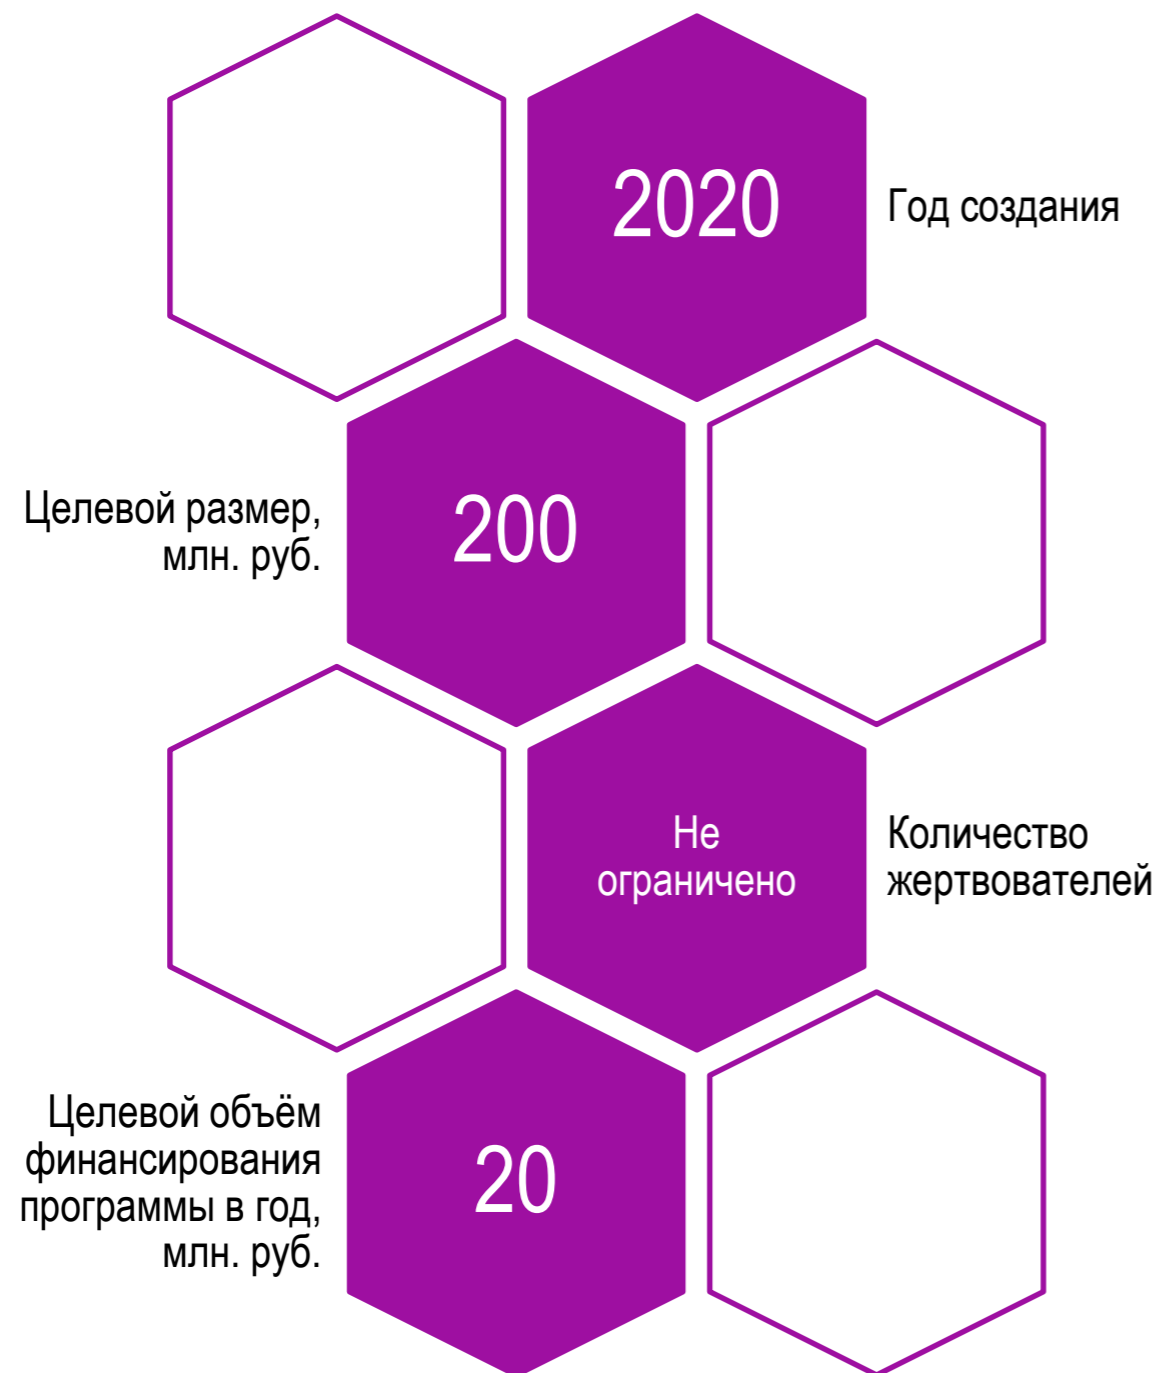 2020
Год создания
Целевой размер,
млн. руб.
200
Не
ограничено
Количество
жертвователей
Целевой объём
финансирования
программы в год,
млн. руб.
20